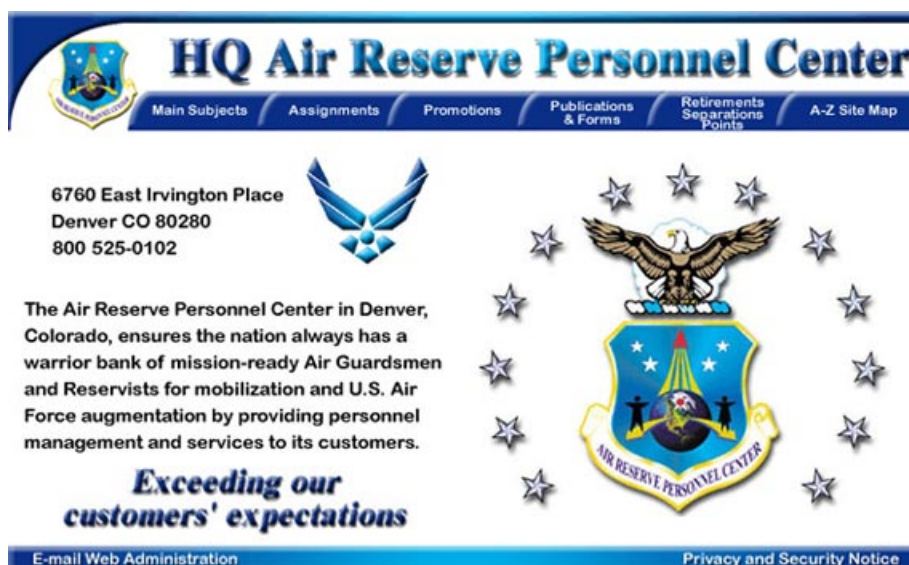 HQ Air Reserve Personnel Center
Main Subjects
Assignments
Promotions
Publications
& Forms
Retirements
Separations
Points
A-Z Site Map
6760 East Irvington Place
Denver CO 80280
800 525-0102
The Air Reserve Personnel Center in Denver,
Colorado, ensures the nation always has a
warrior bank of mission-ready Air Guardsmen
and Reservists for mobilization and U.S. Air
Force augmentation by providing personnel
management and services to its customers.
Exceeding our
customers' expectations
AIR RESERVE PERSONNEL CENTER
E-mail Web Administration
Privacy and Security Notice